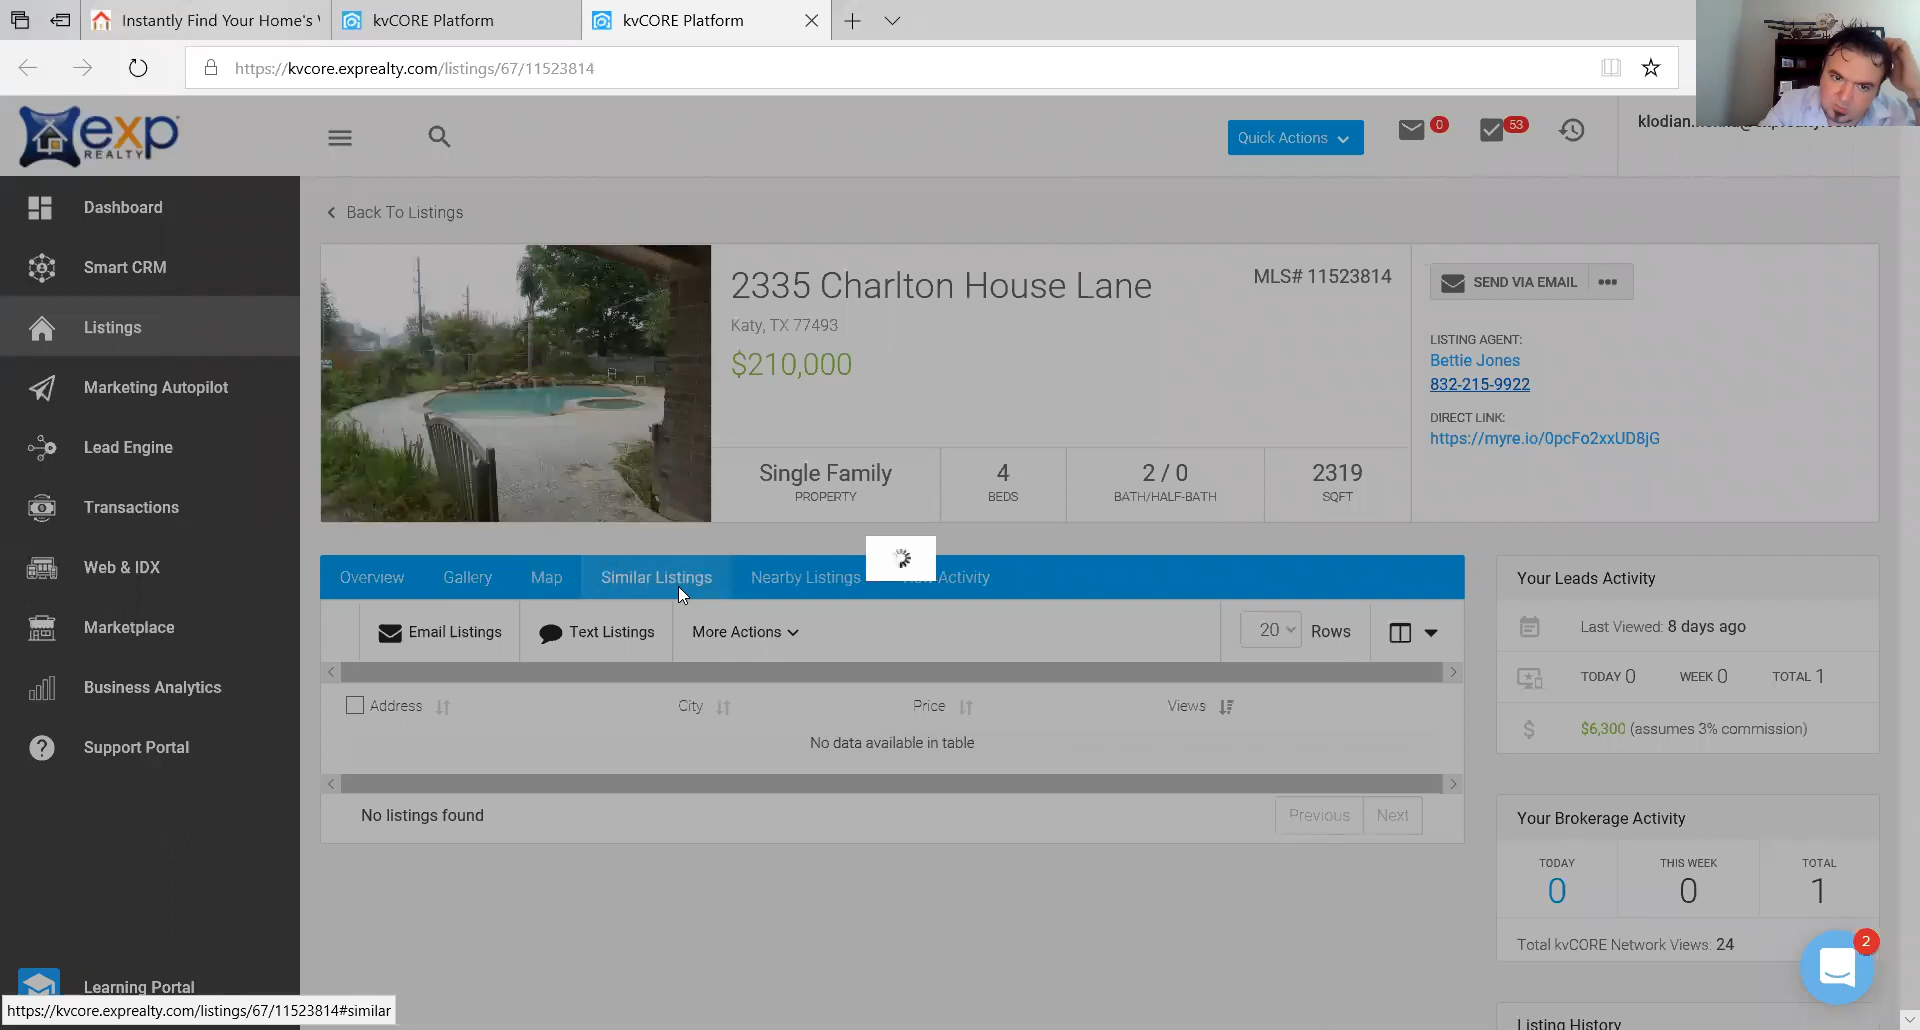 Instantly Find Your Home's
kvCORE Platform
kvCORE Platform
https://kvcore.exprealty.com/listings/67/11523814
exp
REALTY
Quick Actions
0
53
Dashboard
Smart CRM
Listings
Marketing Autopilot
Lead Engine
Transactions
Web & IDX
Marketplace
Business Analytics
Support Portal
Learning Portal
Back To Listings
2335 Charlton House Lane
MLS# 11523814
Katy, TX 77493
$210,000
Single Family
PROPERTY
4
BEDS
2 / 0
BATH/HALF-BATH
2319
SQFT
SEND VIA EMAIL
LISTING AGENT:
Bettie Jones
832-215-9922
DIRECT LINK:
https://myre.io/0pcFo2xxUD8jG
Overview
Gallery
Map
Similar Listings
Nearby Listings
Activity
Email Listings
Text Listings
More Actions
20
Rows
Address
City
Price
Views
No data available in table
No listings found
Previous
Next
Your Leads Activity
Last Viewed: 8 days ago
TODAY 0
WEEK 0
TOTAL 1
$6,300 (assumes 3% commission)
Your Brokerage Activity
TODAY
0
THIS WEEK
0
TOTAL
1
Total kvCORE Network Views: 24
2
Listing History
https://kvcore.exprealty.com/listings/67/11523814#similar